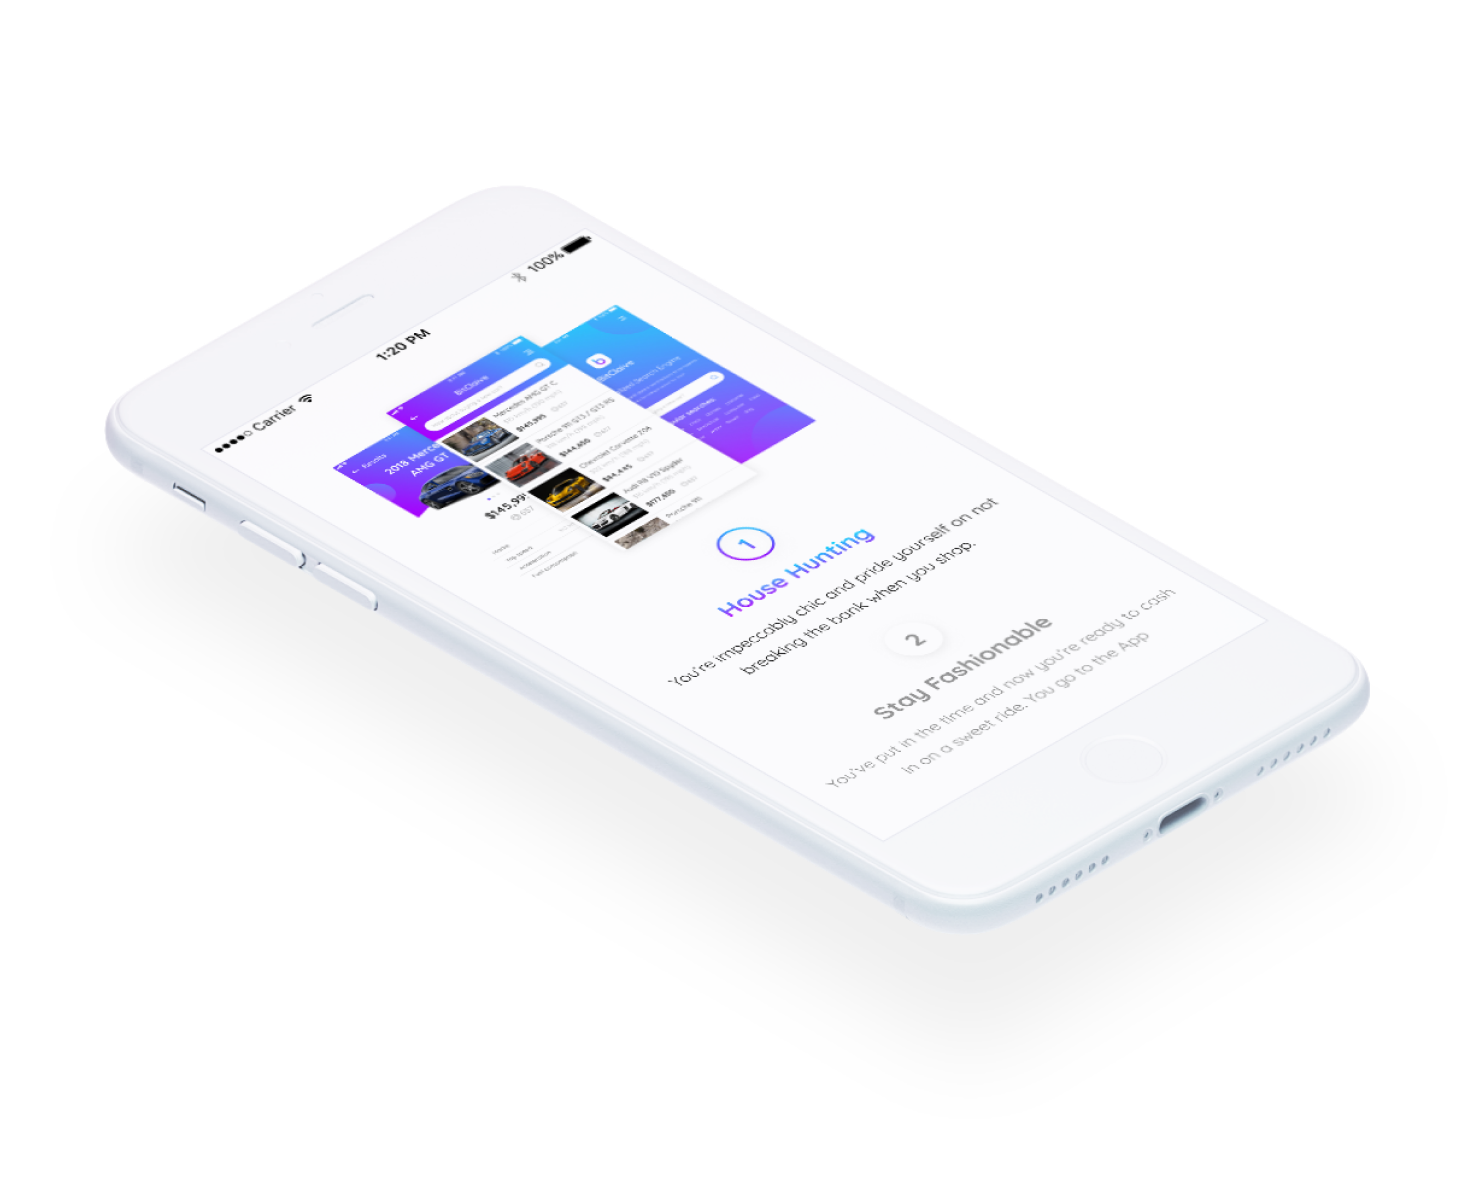 Carrier
1:20 PM
100%
BitClave
2018 Merce
AMG GT
$145,99
Mercedes AMG GT C
$145,995
Porsche 911 GT3 / GT3 RS
$144,650
Chevrolet Corvette ZO6
$84,445
Audi R8 V10 Spyder
$177,650
Porsche 911
b
BitClave
1
House Hunting
You're impeccably chic and pride yourself on not
breaking the bank when you shop.
2
Stay Fashionable
You've put in the time and now you're ready to cash
in on a sweet ride. You go to the App